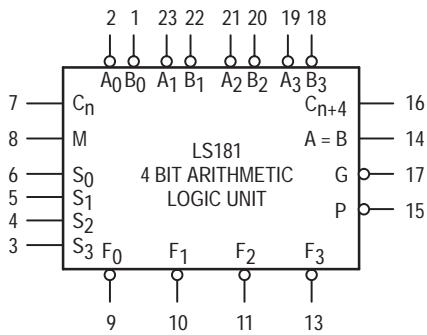 2 1 23 22 21 20 19 18
A0 B0 A1 B1 A2 B2 A3 B3
7 Cn Cn+4 16
8 M LS181 A = B 14
6 S0 4 BIT ARITHMETIC G 17
5 S1 LOGIC UNIT
4 S2 P 15
3 S3 F0 F1 F2 F3
9 10 11 13